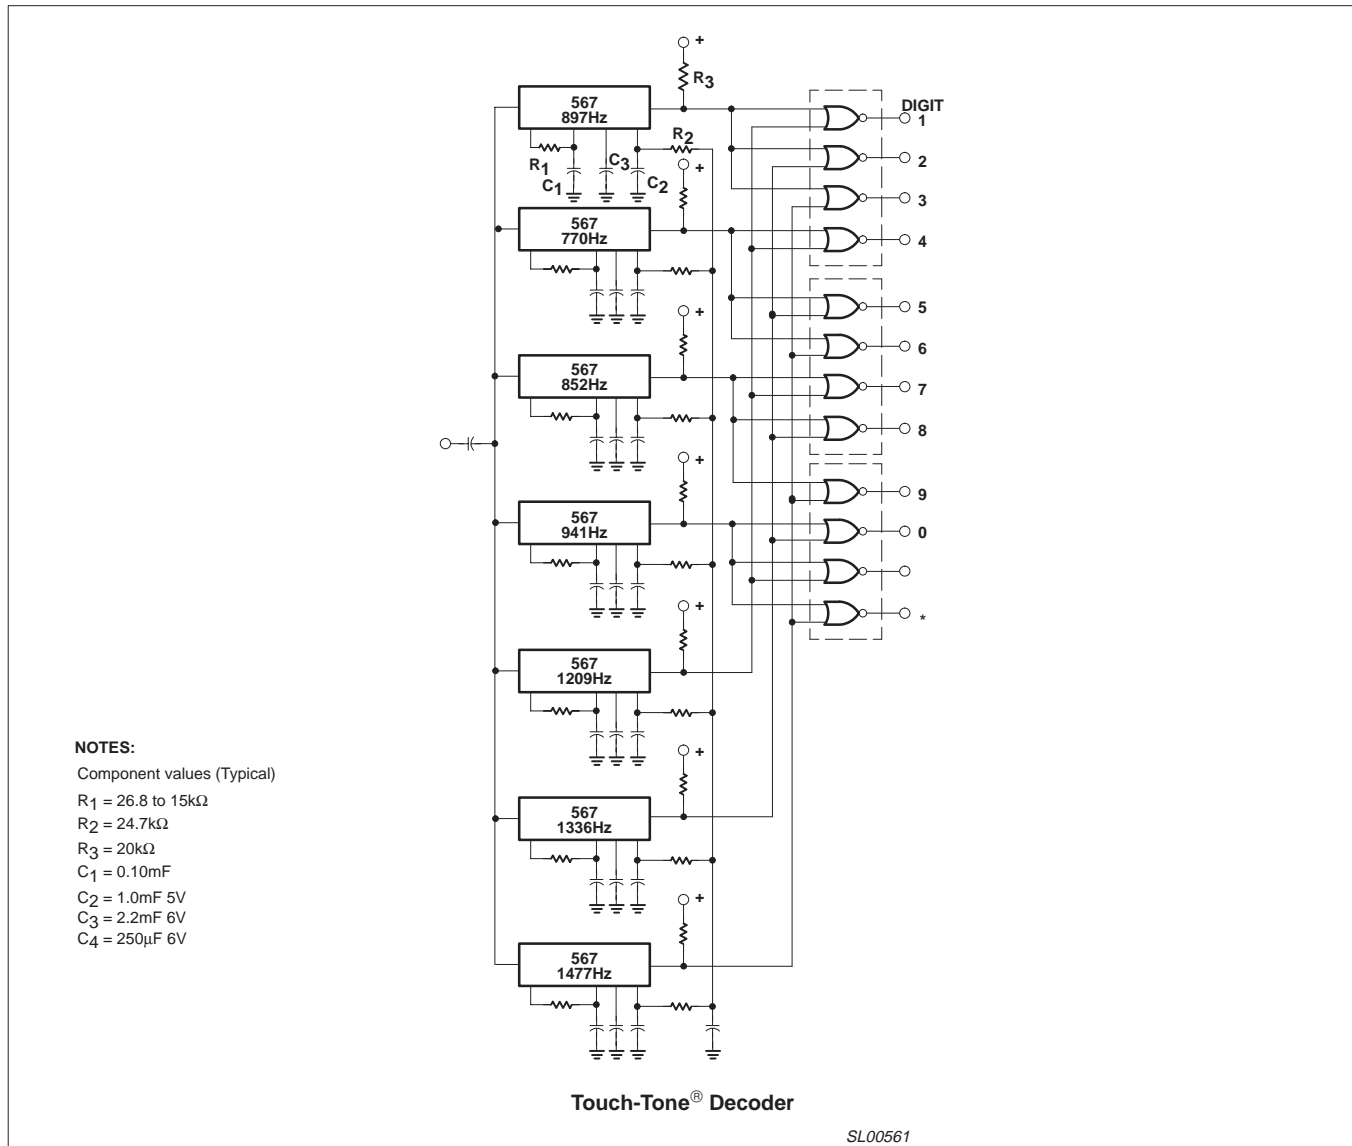 +
R3
567
897Hz
R2
R1
C1
C3
C2
+
DIGIT
1
2
3
4
567
770Hz
+
5
6
7
8
567
852Hz
+
9
0
*
567
941Hz
+
567
1209Hz
+
567
1336Hz
+
567
1477Hz
NOTES:
Component values (Typical)
R1 = 26.8 to 15kΩ
R2 = 24.7kΩ
R3 = 20kΩ
C1 = 0.10mF
C2 = 1.0mF 5V
C3 = 2.2mF 6V
C4 = 250μF 6V
Touch-Tone® Decoder
SL00561